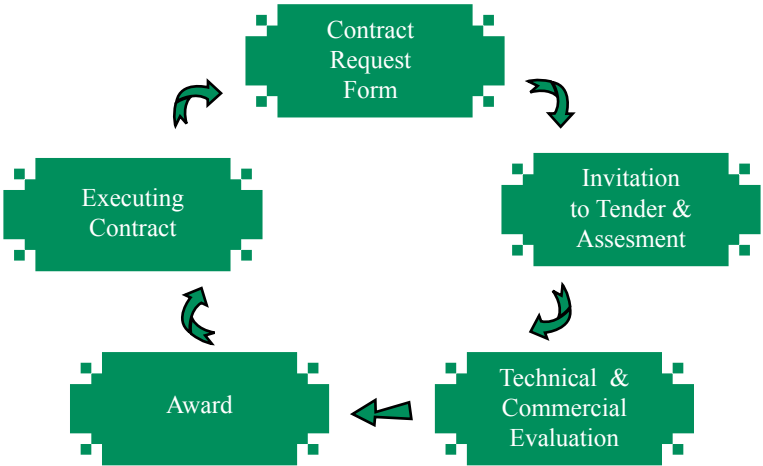 Contract
Request
Form
Invitation
to Tender &
Assesment
Technical &
Commercial
Evaluation
Award
Executing
Contract